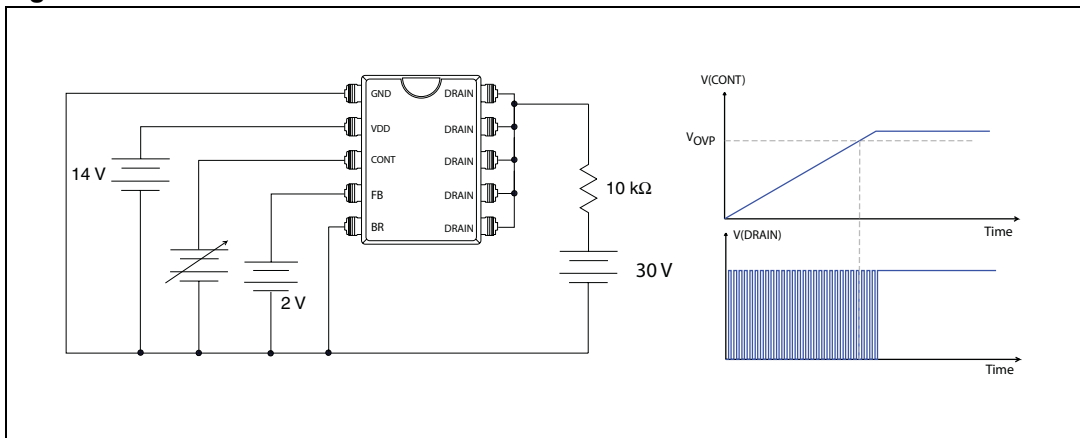 GND
DRAIN
VDD
DRAIN
CONT
DRAIN
FB
DRAIN
BR
DRAIN
14 V
2 V
10 kΩ
30 V
V(CONT)
VOVP
Time
V(DRAIN)
Time